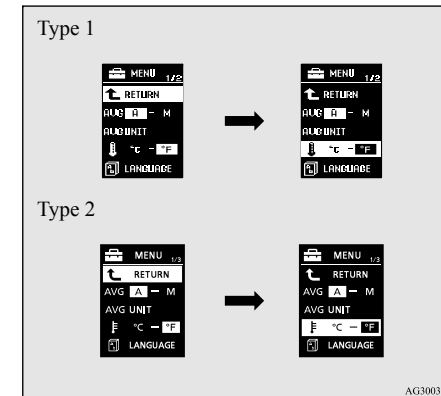 Type 1
MENU 1/2
RETURN
AVG A - M
AVG UNIT
°C - °F
LANGUAGE
MENU 1/2
RETURN
AVG A - M
AVG UNIT
°C - °F
LANGUAGE
Type 2
MENU 1/3
RETURN
AVG A - M
AVG UNIT
°C - °F
LANGUAGE
MENU 1/3
RETURN
AVG A - M
AVG UNIT
°C - °F
LANGUAGE
AG3003